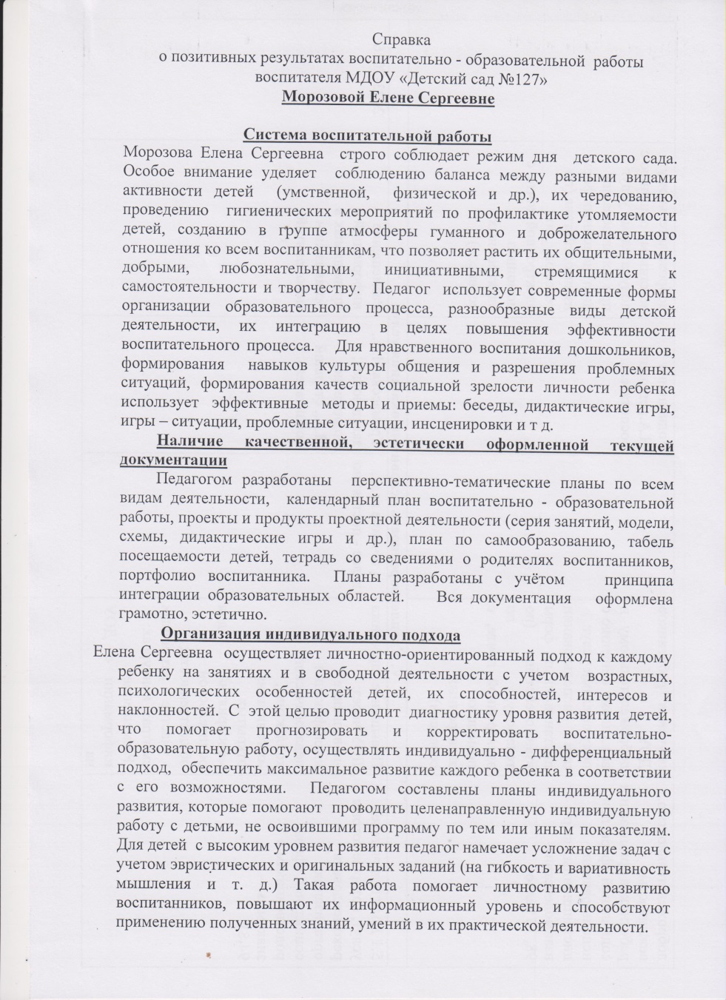 Справка
о позитивных результатах воспитательно - образовательной работы
воспитателя МДОУ «Детский сад №127»
Морозовой Елене Сергеевне
Система воспитательной работы
Морозова Елена Сергеевна строго соблюдает режим дня детского сада.
Особое внимание уделяет соблюдению баланса между разными видами
активности детей (умственной, физической и др.), их чередованию,
проведению гигиенических мероприятий по профилактике утомляемости
детей, созданию в группе атмосферы гуманного и доброжелательного
отношения ко всем воспитанникам, что позволяет растить их общительными,
добрыми, любознательными, инициативными, стремящимися к
самостоятельности и творчеству. Педагог использует современные формы
организации образовательного процесса, разнообразные виды детской
деятельности, их интеграцию в целях повышения эффективности
воспитательного процесса. Для нравственного воспитания дошкольников,
формирования навыков культуры общения и разрешения проблемных
ситуаций, формирования качеств социальной зрелости личности ребенка
использует эффективные методы и приемы: беседы, дидактические игры,
игры – ситуации, проблемные ситуации, инсценировки и т д.
Наличие качественной, эстетически оформленной текущей
документации
Педагогом разработаны перспективно-тематические планы по всем
видам деятельности, календарный план воспитательно - образовательной
работы, проекты и продукты проектной деятельности (серия занятий, модели,
схемы, дидактические игры и др.), план по самообразованию, табель
посещаемости детей, тетрадь со сведениями о родителях воспитанников,
портфолио воспитанника. Планы разработаны с учётом принципа
интеграции образовательных областей. Вся документация оформлена
грамотно, эстетично.
Организация индивидуального подхода
Елена Сергеевна осуществляет личностно-ориентированный подход к каждому
ребенку на занятиях и в свободной деятельности с учетом возрастных,
психологических особенностей детей, их способностей, интересов и
наклонностей. С этой целью проводит диагностику уровня развития детей,
что помогает прогнозировать и корректировать воспитательно-
образовательную работу, осуществлять индивидуально - дифференциальный
подход, обеспечить максимальное развитие каждого ребенка в соответствии
с его возможностями. Педагогом составлены планы индивидуального
развития, которые помогают проводить целенаправленную индивидуальную
работу с детьми, не освоившими программу по тем или иным показателям.
Для детей с высоким уровнем развития педагог намечает усложнение задач с
учетом эвристических и оригинальных заданий (на гибкость и вариативность
мышления и т. д.) Такая работа помогает личностному развитию
воспитанников, повышают их информационный уровень и способствуют
применению полученных знаний, умений в их практической деятельности.